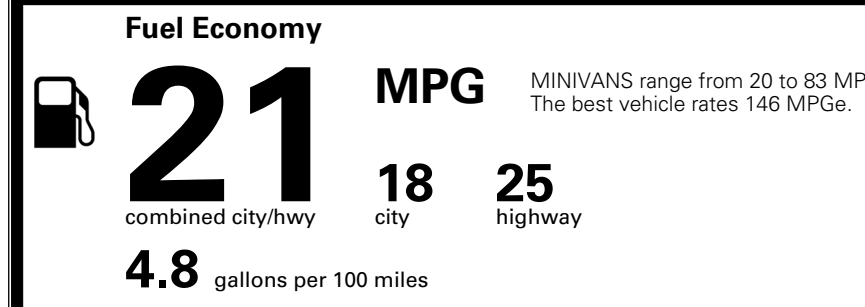 Fuel Economy
21
MPG
MINIVANS range from 20 to 83
The best vehicle rates 146 MPGe.
combined city/hwy
18
city
25
highway
4.8 gallons per 100 miles